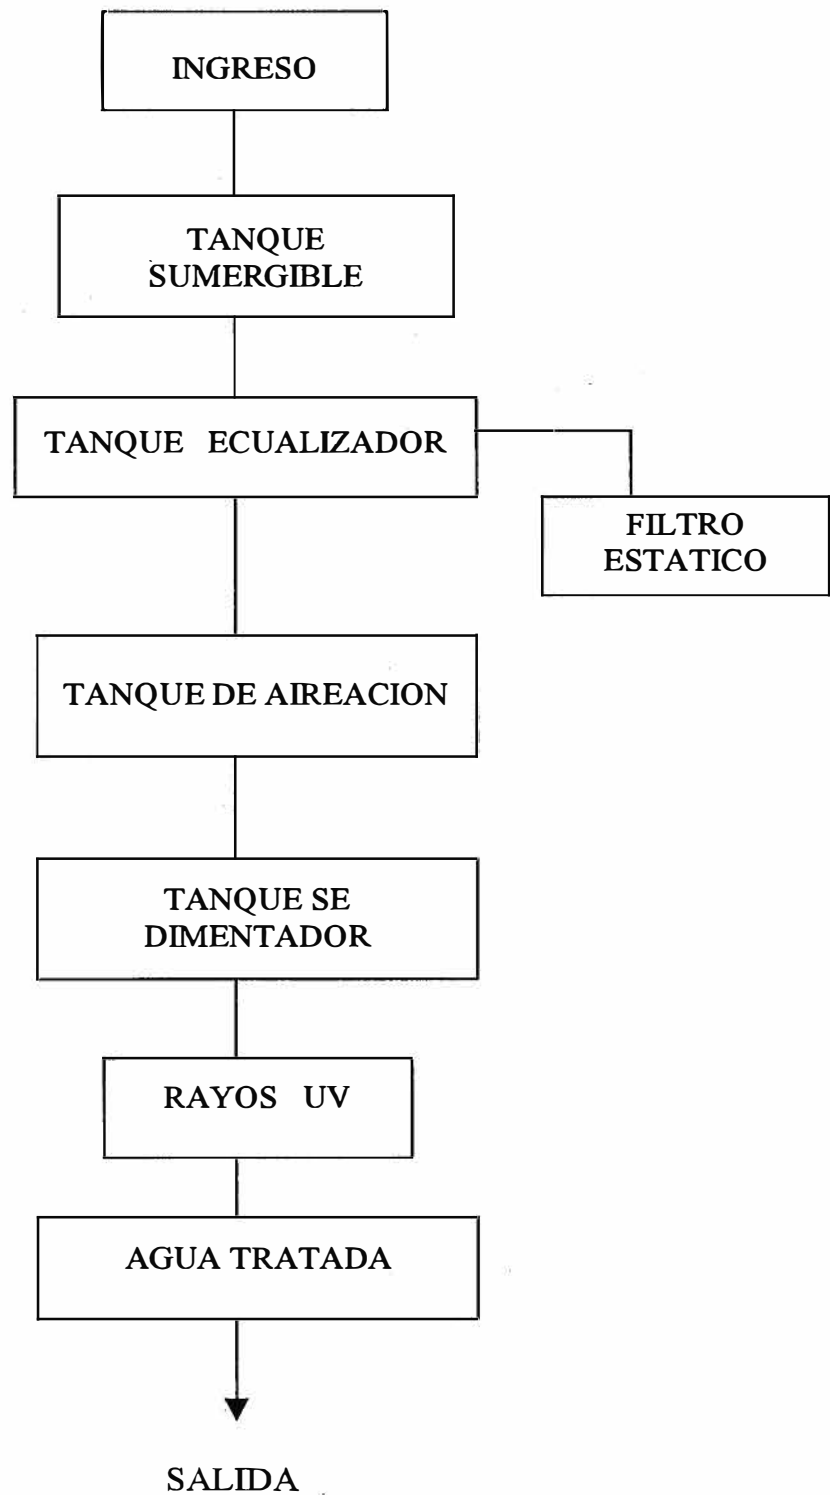 INGRESO
TANQUE
SUMERGIBLE
TANQUE ECUALIZADOR
FILTRO
ESTATICO
TANQUE DE AIREACION
TANQUE SE
DIMENTADOR
RAYOS UV
AGUA TRATADA
SALIDA